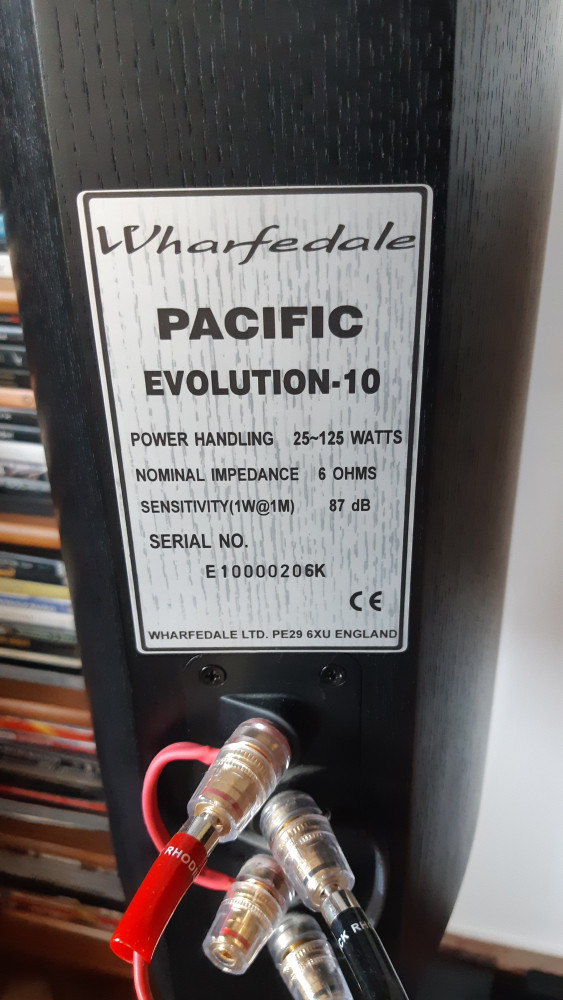 Wharfedale
PACIFIC
EVOLUTION-10
POWER HANDLING 25~125 WATTS
NOMINAL IMPEDANCE 6 OHMS
SENSITIVITY(1W@1M) 87 dB
SERIAL NO.
E10000206K
CE
WHARFEDALE LTD. PE29 6XU ENGLAND